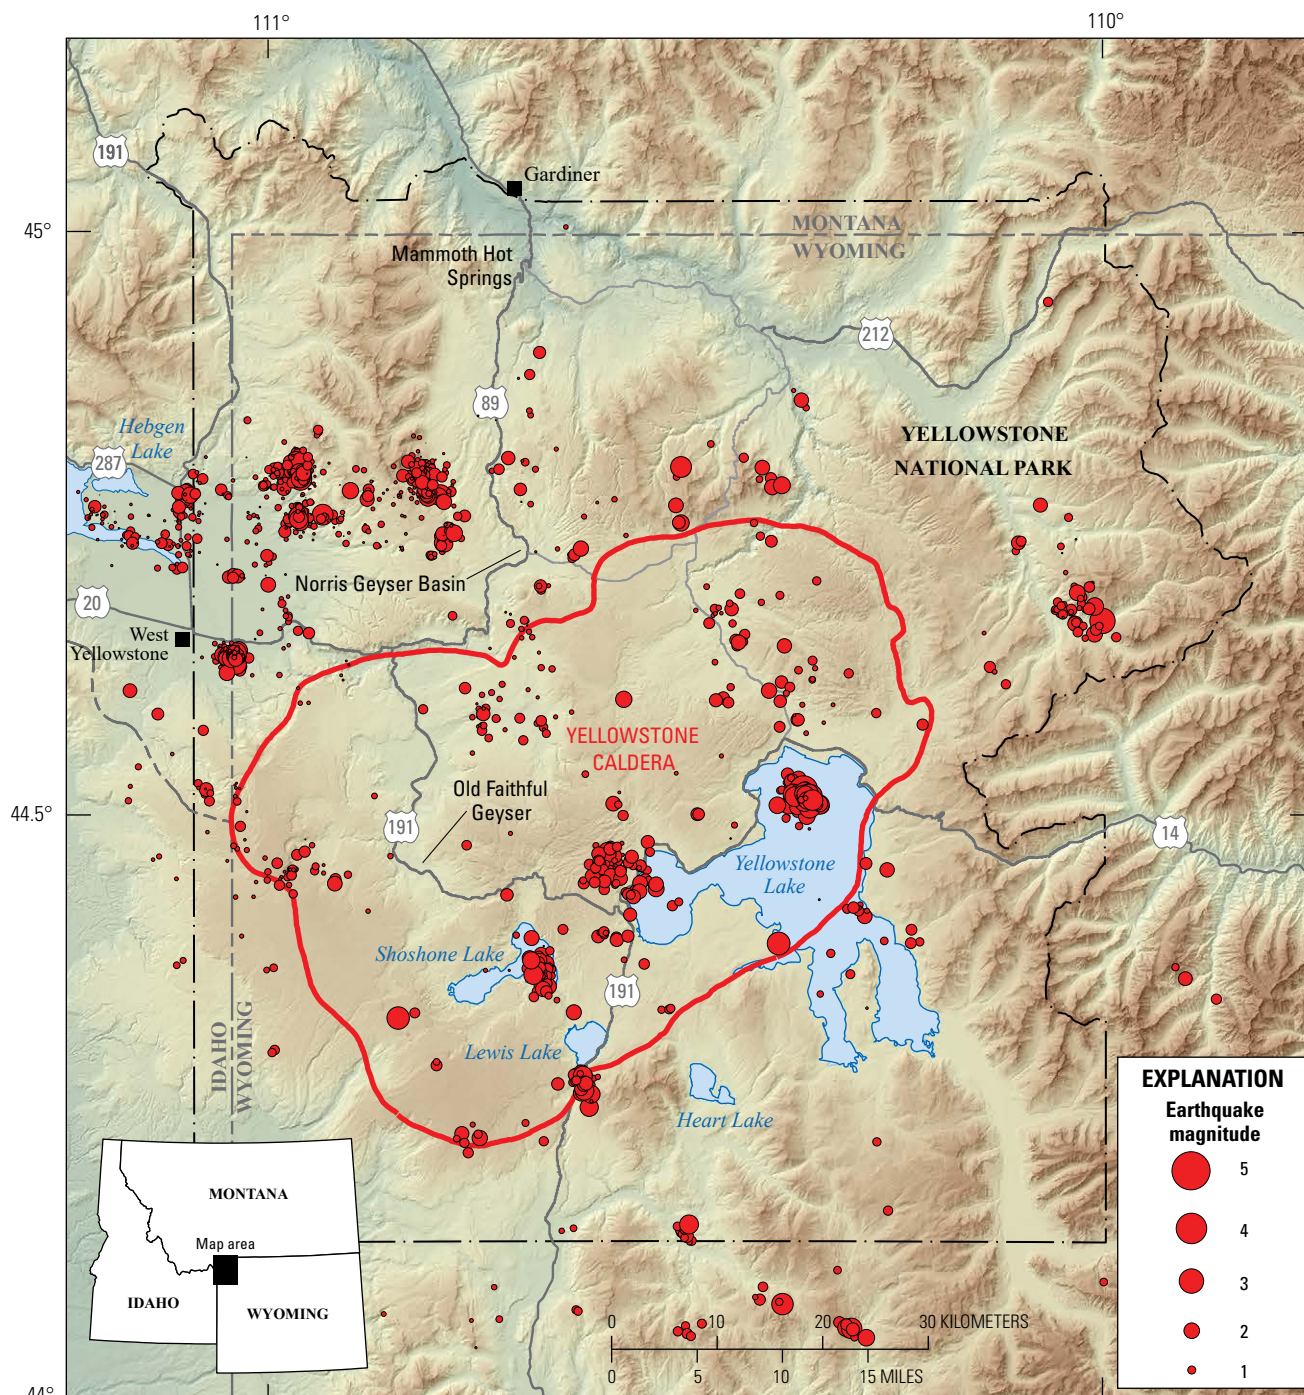 111°
110°
191
Gardiner
45°
MONTANA
WYOMING
Mammoth Hot
Springs
212
89
Hebgen
Lake
YELLOWSTONE
NATIONAL PARK
287
Norris Geyser Basin
20
West
Yellowstone
YELLOWSTONE
CALDERA
Old Faithful
Geyser
44.5°
191
14
Yellowstone
Lake
Shoshone Lake
191
IDAHO
WYOMING
Lewis Lake
Heart Lake
EXPLANATION
Earthquake
magnitude
5
4
3
2
1
MONTANA
Map area
IDAHO
WYOMING
0 10 20 30 KILOMETERS
0 5 10 15 MILES
44°